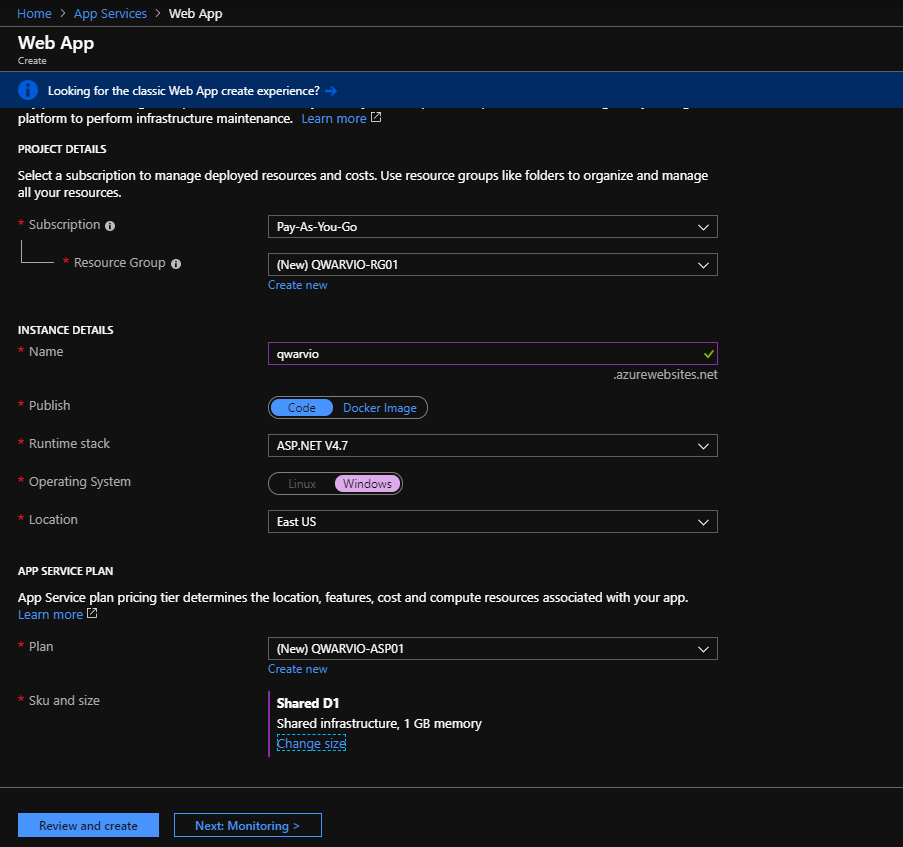 Home > App Services > Web App
Web App
Create
Looking for the classic Web App create experience? →
platform to perform infrastructure maintenance. Learn more
PROJECT DETAILS
Select a subscription to manage deployed resources and costs. Use resource groups like folders to organize and manage
all your resources.
* Subscription
Pay-As-You-Go
* Resource Group
(New) QWARVIO-RG01
Create new
INSTANCE DETAILS
* Name
qwarvio
.azurewebsites.net
* Publish
Code Docker Image
* Runtime stack
ASP.NET V4.7
* Operating System
Linux Windows
* Location
East US
APP SERVICE PLAN
App Service plan pricing tier determines the location, features, cost and compute resources associated with your app.
Learn more
* Plan
(New) QWARVIO-ASP01
Create new
* Sku and size
Shared D1
Shared infrastructure, 1 GB memory
Change size
Review and create
Next: Monitoring >